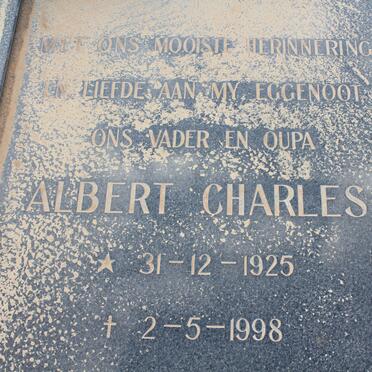 MET ONS MOOISTE HERINNERING
EN LIEFDE AAN MY EGGENOOT
ONS VADER EN OUPA
ALBERT CHARLES
★ 31-12-1925
† 2-5-1998